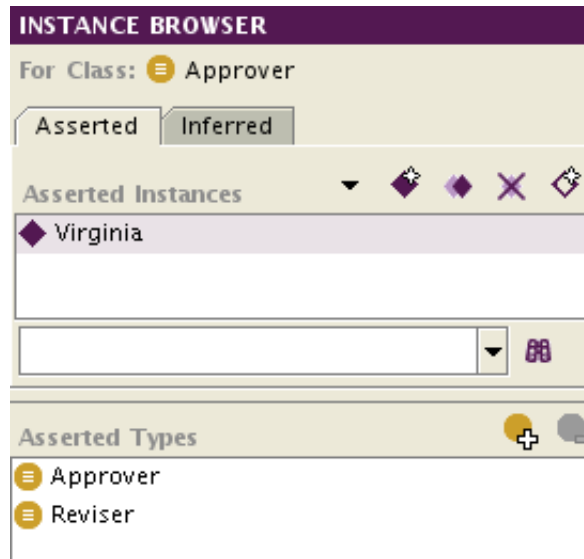 INSTANCE BROWSER
For Class: Approver
Asserted Inferred
Asserted Instances
Virginia
Asserted Types
Approver
Reviser